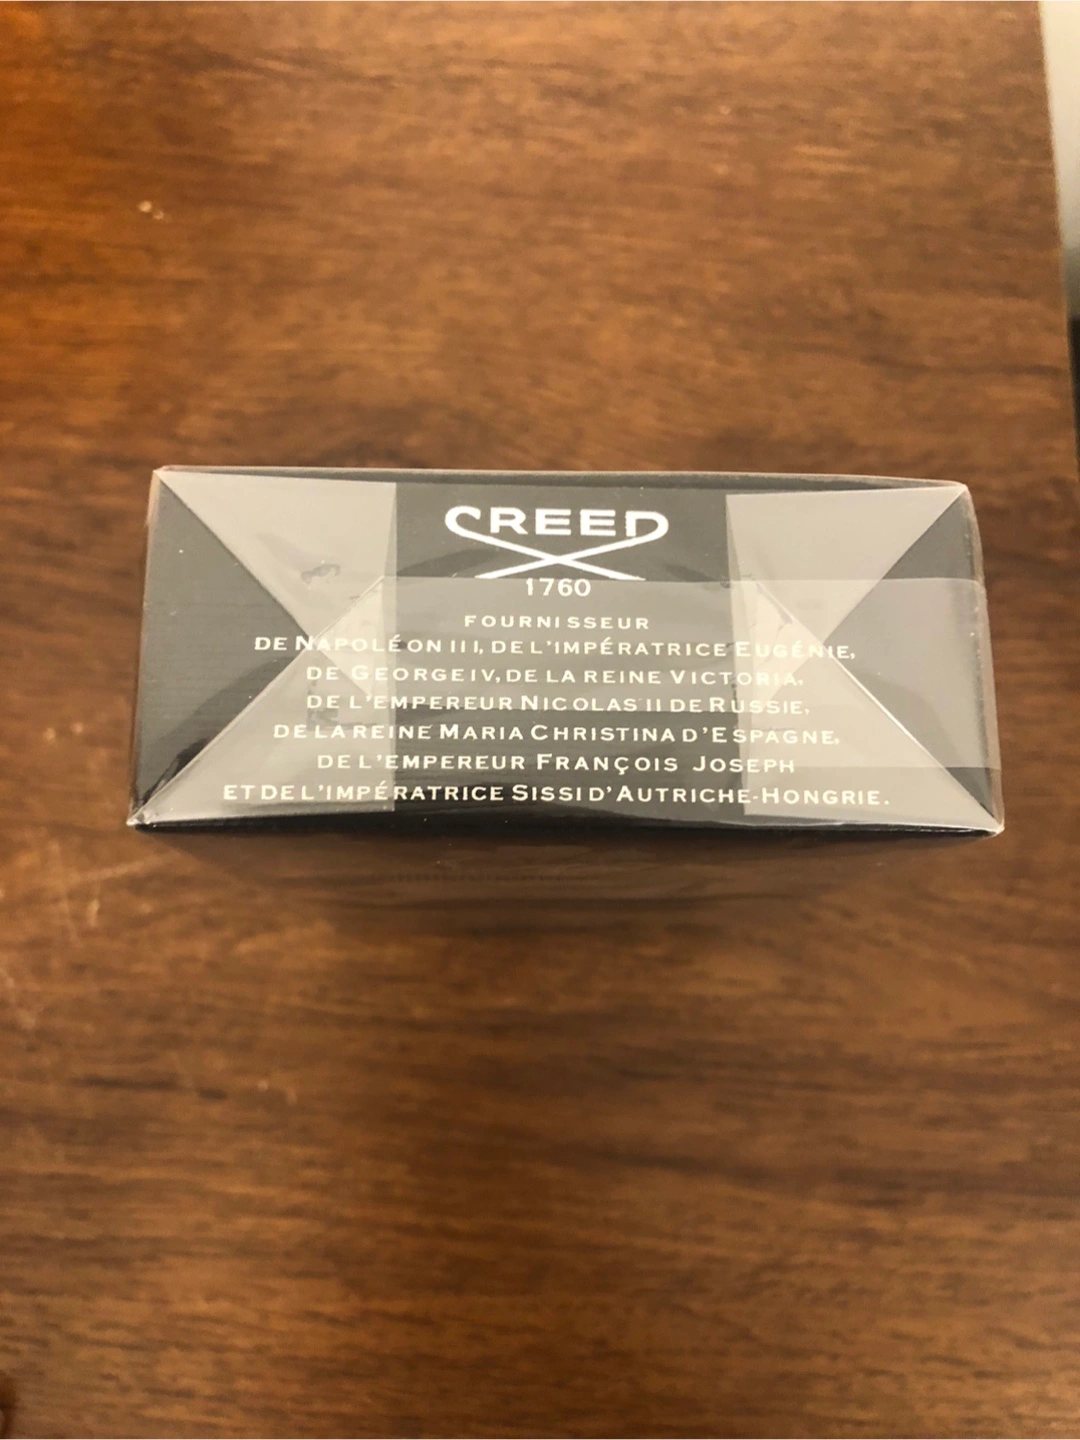 CREED
1760
FOURNISSEUR
DE NAPOLÉON III, DE L'IMPÉRATRICE EUGÉNIE,
DE GEORGE IV, DE LA REINE VICTORIA,
DE L'EMPEREUR NICOLAS II DE RUSSIE,
DE LA REINE MARIA CHRISTINA D'ESPAGNE,
DE L'EMPEREUR FRANÇOIS JOSEPH
ET DE L'IMPÉRATRICE SISSI D'AUTRICHE-HONGRIE.